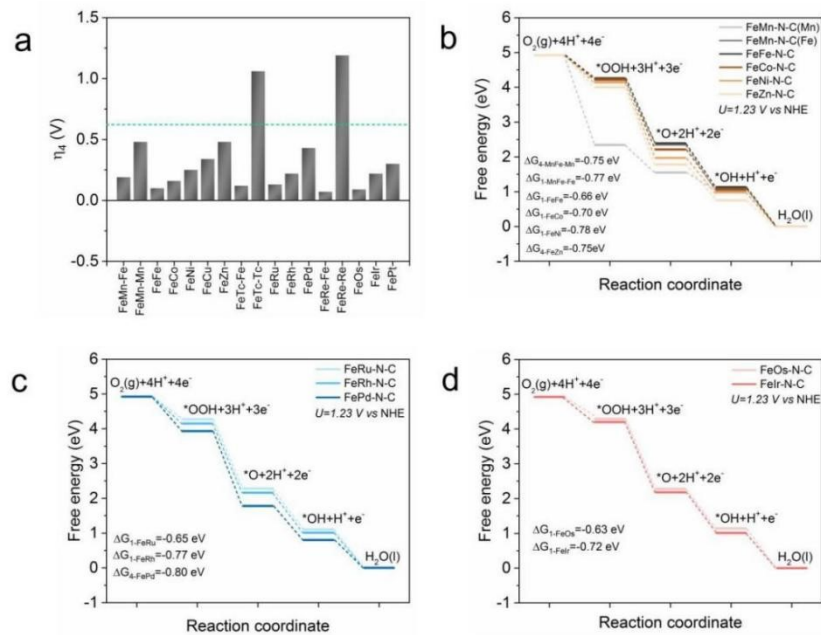 a
η₄ (V)
1.5
1.0
0.5
0.0
-0.5
FeMn-Fe
FeMn-Mn
FeFe
FeCo
FeNi
FeCu
FeZn
FeTc-Fe
FeTc-Tc
FeRu
FeRh
FePd
FeRe-Fe
FeRe-Re
FeOs
FeIr
FePt
b
Free energy (eV)
6
5
4
3
2
1
0
-1
O₂(g)+4H⁺+4e⁻
*OOH+3H⁺+3e⁻
*O+2H⁺+2e⁻
*OH+H⁺+e⁻
H₂O(l)
FeMn-N-C(Mn)
FeMn-N-C(Fe)
FeFe-N-C
FeCo-N-C
FeNi-N-C
FeZn-N-C
U=1.23 V vs NHE
ΔG₄₋MnFe-Mn=-0.75 eV
ΔG₁₋MnFe-Fe=-0.77 eV
ΔG₁₋FeFe=-0.66 eV
ΔG₁₋FeCo=-0.70 eV
ΔG₁₋FeNi=-0.78 eV
ΔG₄₋FeZn=-0.75eV
Reaction coordinate
c
Free energy (eV)
6
5
4
3
2
1
0
-1
O₂(g)+4H⁺+4e⁻
*OOH+3H⁺+3e⁻
*O+2H⁺+2e⁻
*OH+H⁺+e⁻
H₂O(l)
FeRu-N-C
FeRh-N-C
FePd-N-C
U=1.23 V vs NHE
ΔG₁₋FeRu=-0.65 eV
ΔG₁₋FeRh=-0.77 eV
ΔG₄₋FePd=-0.80 eV
Reaction coordinate
d
Free energy (eV)
6
5
4
3
2
1
0
-1
O₂(g)+4H⁺+4e⁻
*OOH+3H⁺+3e⁻
*O+2H⁺+2e⁻
*OH+H⁺+e⁻
H₂O(l)
FeOs-N-C
FeIr-N-C
U=1.23 V vs NHE
ΔG₁₋FeOs=-0.63 eV
ΔG₁₋FeIr=-0.72 eV
Reaction coordinate